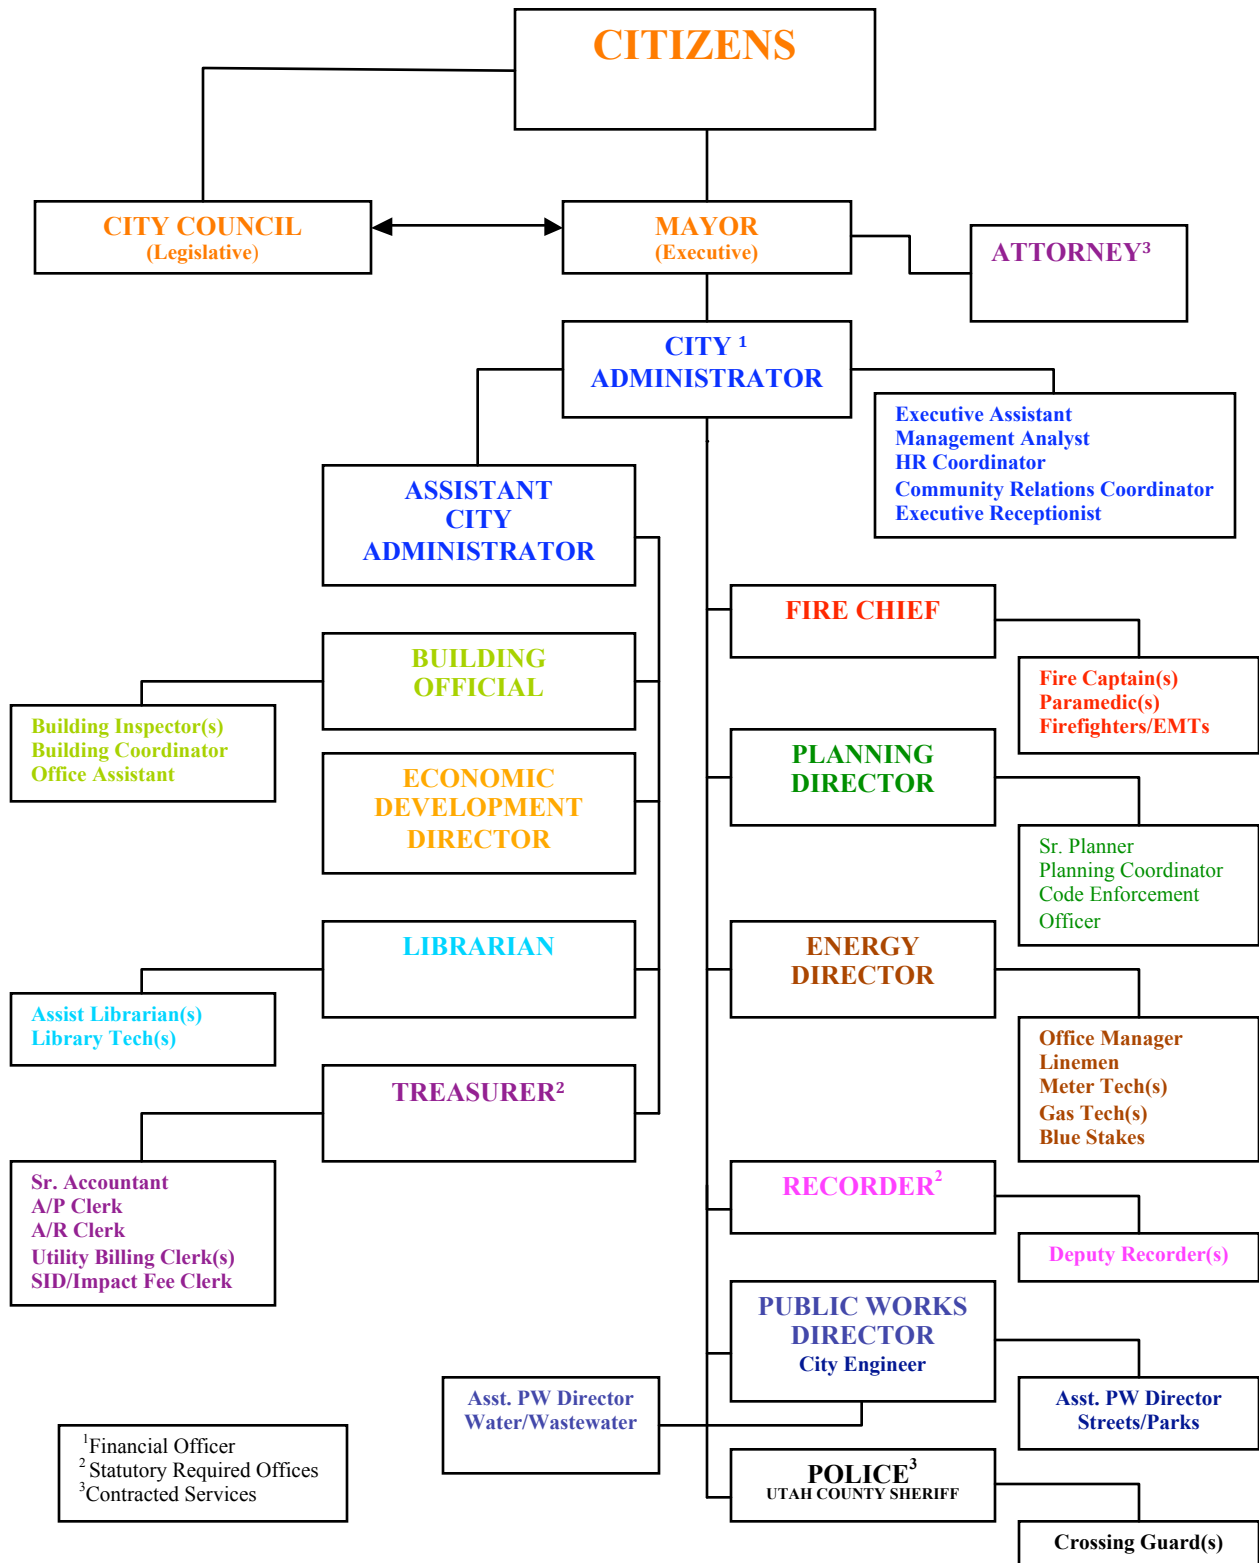 CITIZENS
CITY COUNCIL
(Legislative)
MAYOR
(Executive)
ATTORNEY³
CITY ¹
ADMINISTRATOR
Executive Assistant
Management Analyst
HR Coordinator
Community Relations Coordinator
Executive Receptionist
ASSISTANT
CITY
ADMINISTRATOR
FIRE CHIEF
Fire Captain(s)
Paramedic(s)
Firefighters/EMTs
BUILDING
OFFICIAL
Building Inspector(s)
Building Coordinator
Office Assistant
PLANNING
DIRECTOR
Sr. Planner
Planning Coordinator
Code Enforcement
Officer
ECONOMIC
DEVELOPMENT
DIRECTOR
LIBRARIAN
Assist Librarian(s)
Library Tech(s)
ENERGY
DIRECTOR
Office Manager
Linemen
Meter Tech(s)
Gas Tech(s)
Blue Stakes
TREASURER²
Sr. Accountant
A/P Clerk
A/R Clerk
Utility Billing Clerk(s)
SID/Impact Fee Clerk
RECORDER²
Deputy Recorder(s)
PUBLIC WORKS
DIRECTOR
City Engineer
Asst. PW Director
Water/Wastewater
Asst. PW Director
Streets/Parks
POLICE³
UTAH COUNTY SHERIFF
Crossing Guard(s)
¹Financial Officer
² Statutory Required Offices
³Contracted Services